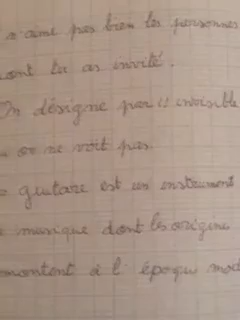 n'aime pas bien les personnes
dont tu as invité.
On désigne par "invisible
on ne voit pas.
guitare est un instrument
musique dont les origines
remontent à l'époque